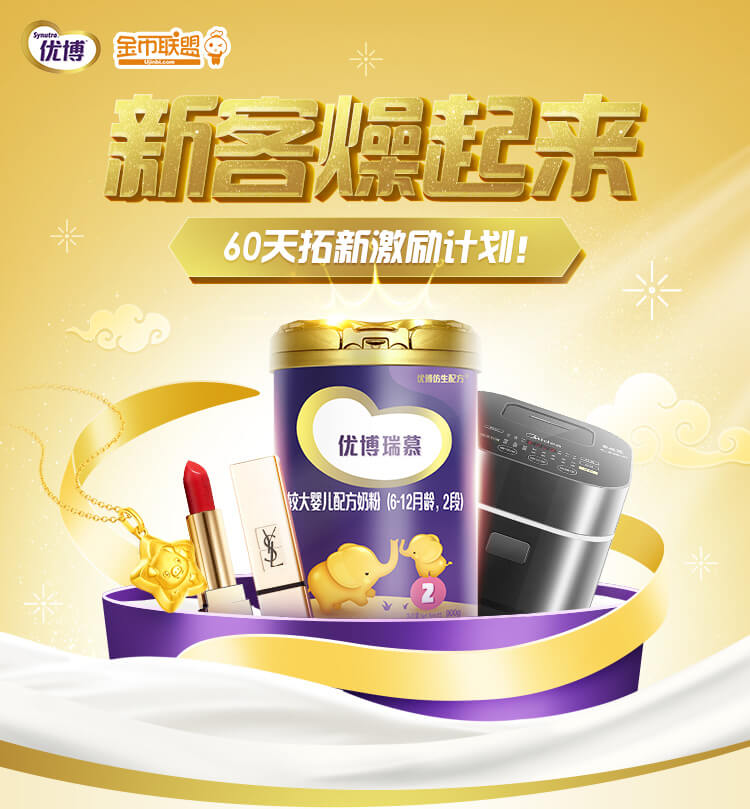 Synutra
优博
金币联盟
Ujinbi.com
新客燥起来
60天拓新激励计划!
优博仿生配方
优博瑞慕
较大婴儿配方奶粉 (6-12月龄, 2段)
Midea
YSL
2
900g